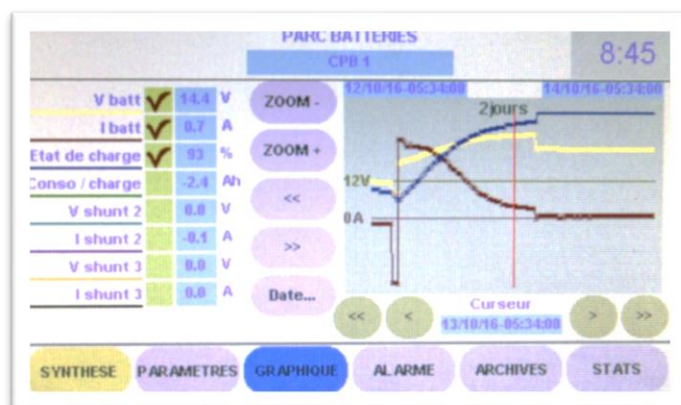 PARC BATTERIES
CPB 1
8:45
V batt 14.4 V
I batt 0.7 A
Etat de charge 93 %
Conso / charge -2.4 Ah
V shunt 2 0.0 V
I shunt 2 -0.1 A
V shunt 3 0.0 V
I shunt 3 0.0 A
ZOOM -
ZOOM +
<<
>>
Date...
12/10/16-05:34:00 14/10/16-05:34:00
2jours
12V
0A
<< < Curseur > >>
13/10/16-05:34:00
SYNTHESE PARAMETRES GRAPHIQUE ALARME ARCHIVES STATS